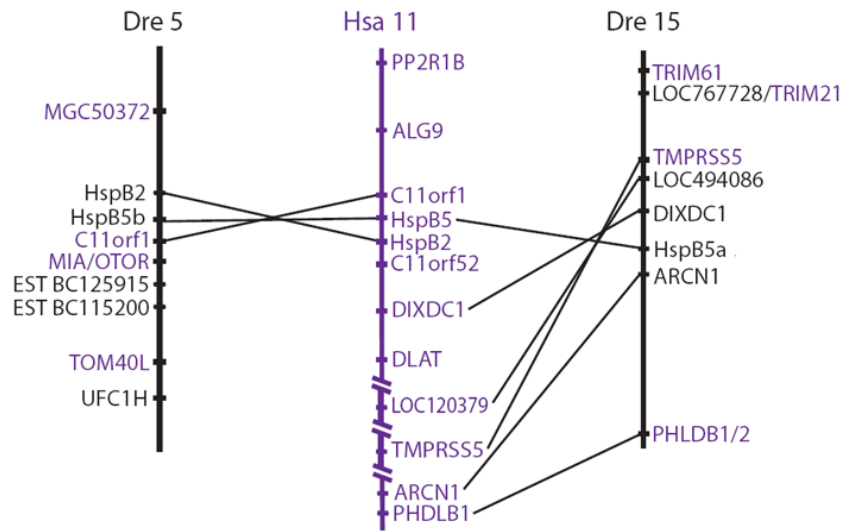 Dre 5
Hsa 11
Dre 15
MGC50372
HspB2
HspB5b
C11orf1
MIA/OTOR
EST BC125915
EST BC115200
TOM40L
UFC1H
PP2R1B
ALG9
C11orf1
HspB5
HspB2
C11orf52
DIXDC1
DLAT
LOC120379
TMPRSS5
ARCN1
PHDLB1
TRIM61
LOC767728/TRIM21
TMPRSS5
LOC494086
DIXDC1
HspB5a
ARCN1
PHLDB1/2